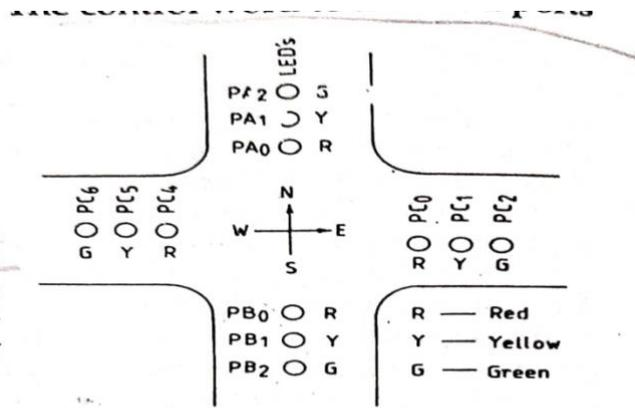 LED's
PA2 G
PA1 Y
PA0 R
PC6 PC5 PC4
G Y R
N
W E
S
PC0 PC1 PC2
R Y G
PB0 R
PB1 Y
PB2 G
R — Red
Y — Yellow
G — Green